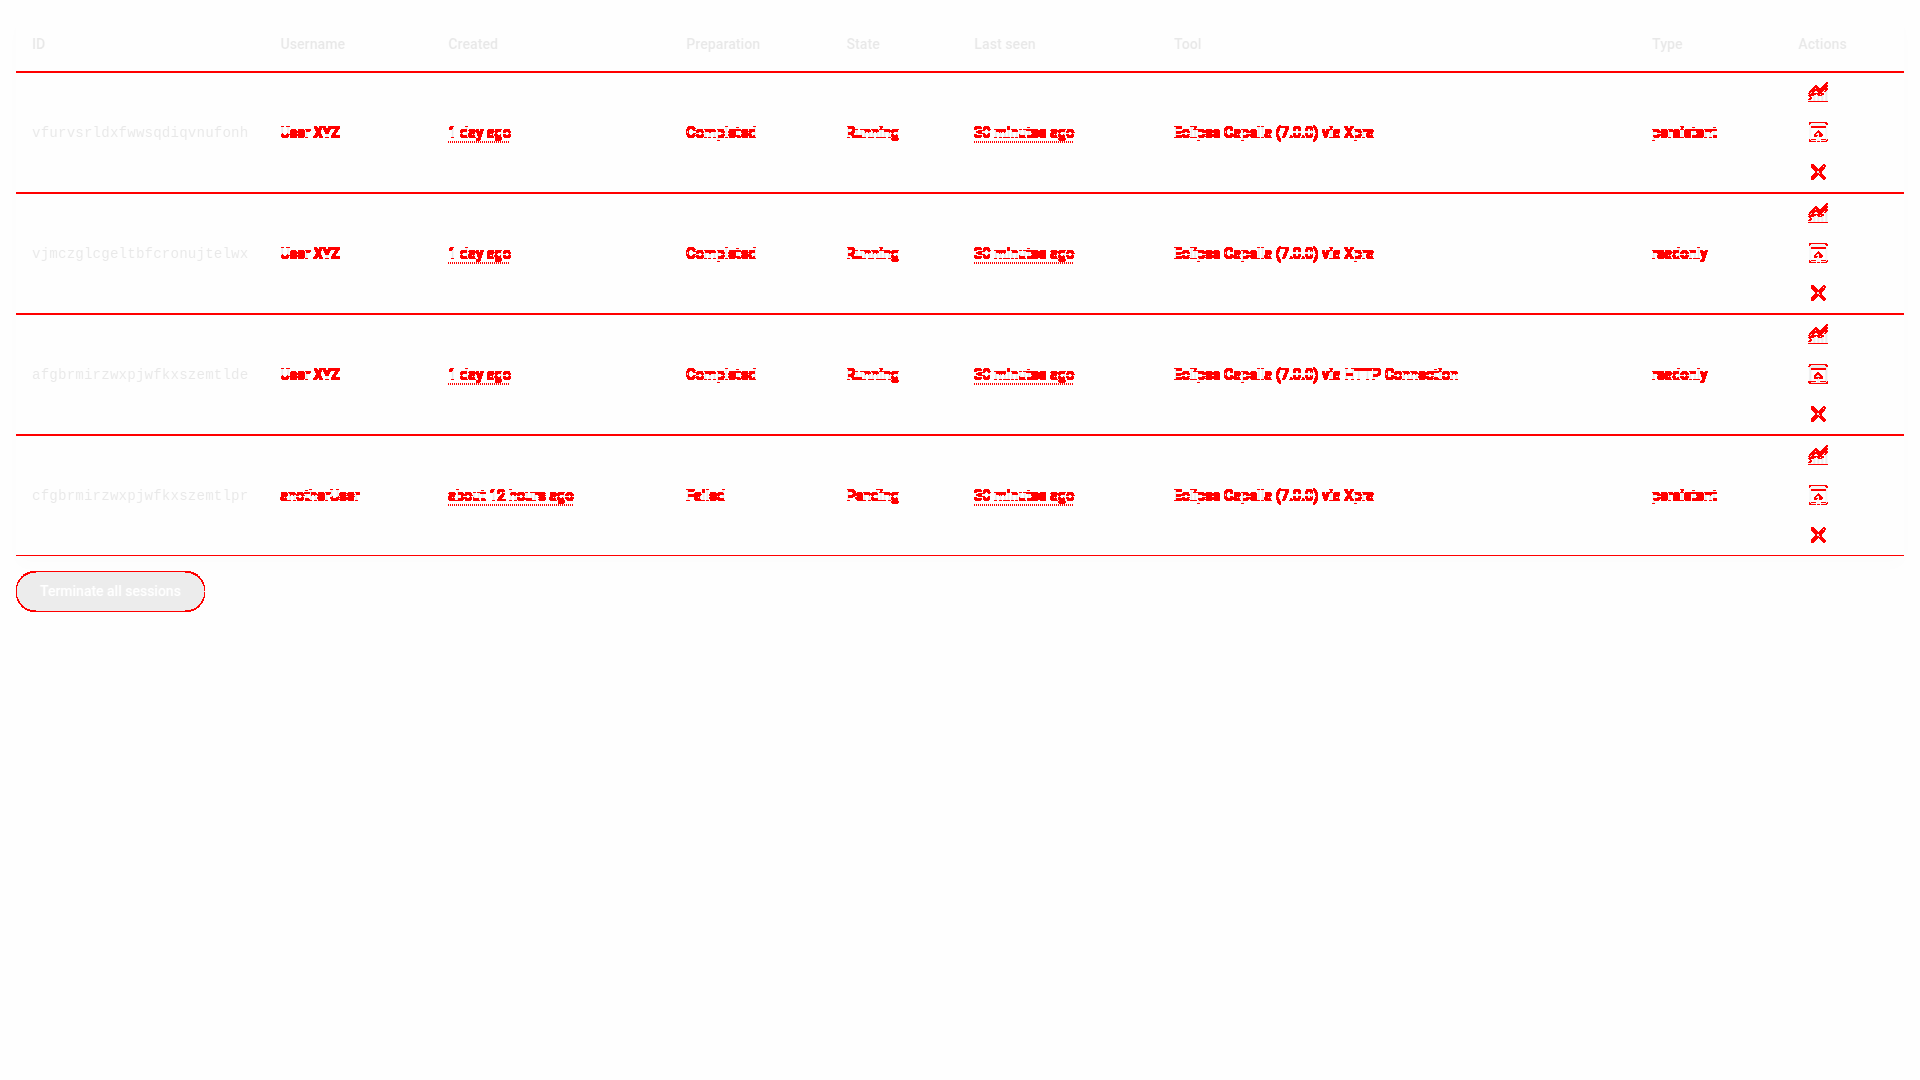 ID Username Created Preparation State Last seen Tool Type Actions
vfurvsrldxfwwsqdiqvnufonh User XYZ 1 day ago Completed Running 30 minutes ago Eclipse Capella (7.0.0) via Xpra persistent
vjmczglcgeltbfcronujtelwx User XYZ 1 day ago Completed Running 30 minutes ago Eclipse Capella (7.0.0) via Xpra readonly
afgbrmirzwxpjwfkxszemtlde User XYZ 1 day ago Completed Running 30 minutes ago Eclipse Capella (7.0.0) via HTTP Connection readonly
cfgbrmirzwxpjwfkxszemtlpr anotherUser about 12 hours ago Failed Pending 30 minutes ago Eclipse Capella (7.0.0) via Xpra persistent
Terminate all sessions